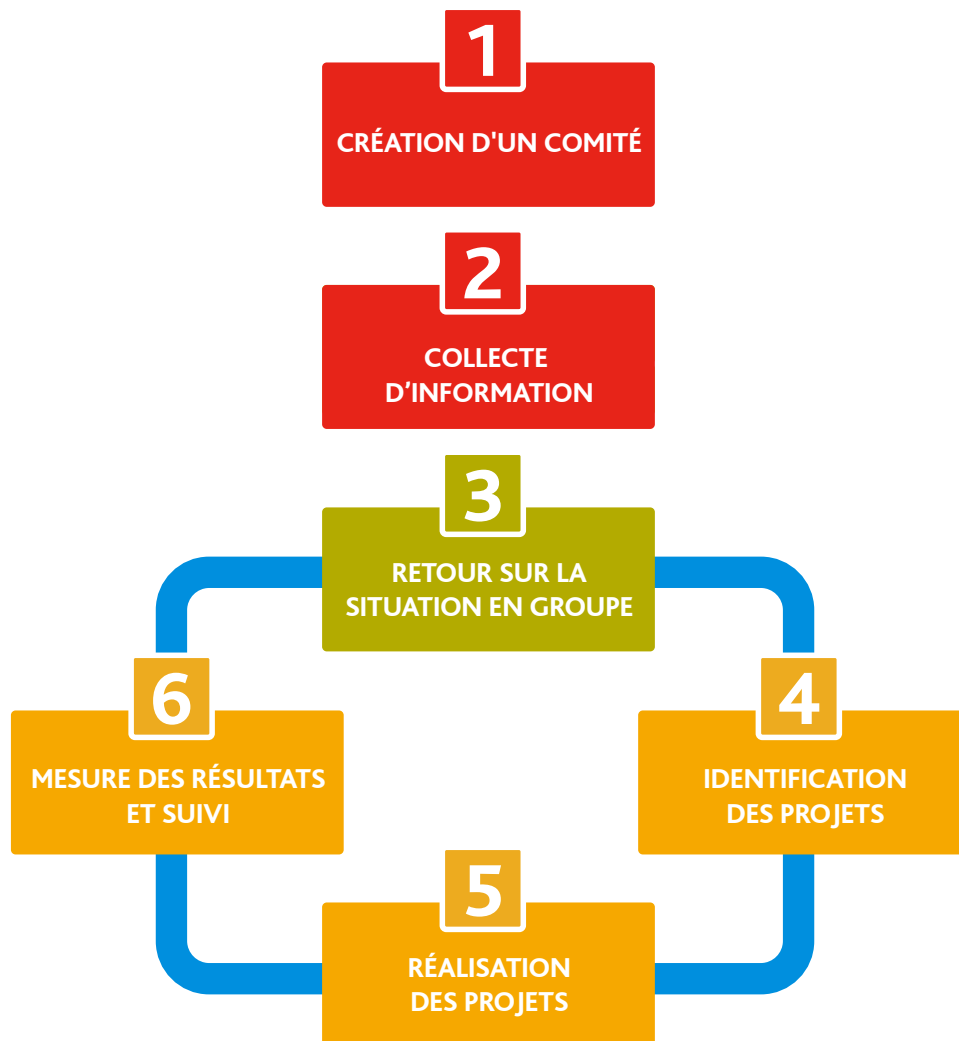 1
CRÉATION D'UN COMITÉ
2
COLLECTE
D’INFORMATION
3
RETOUR SUR LA
SITUATION EN GROUPE
4
IDENTIFICATION
DES PROJETS
5
RÉALISATION
DES PROJETS
6
MESURE DES RÉSULTATS
ET SUIVI